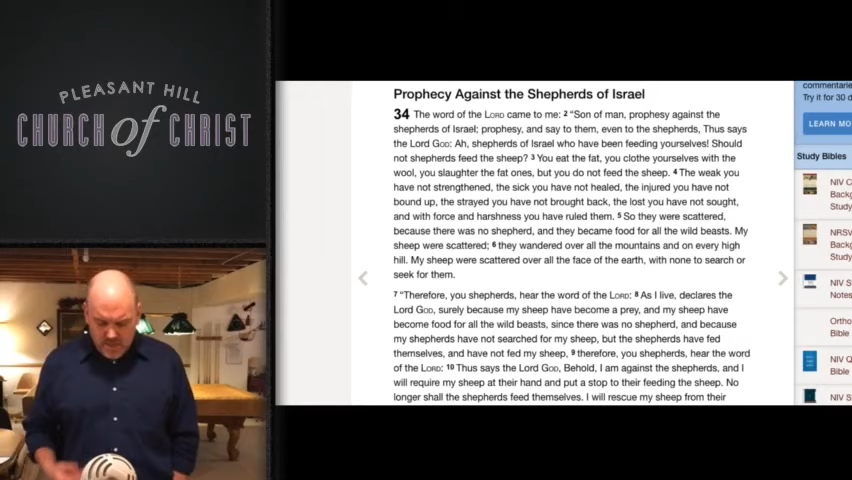 PLEASANT HILL
CHURCH of CHRIST
Prophecy Against the Shepherds of Israel
34 The word of the LORD came to me: 2 “Son of man, prophesy against the
shepherds of Israel; prophesy, and say to them, even to the shepherds, Thus says
the Lord GOD: Ah, shepherds of Israel who have been feeding yourselves! Should
not shepherds feed the sheep? 3 You eat the fat, you clothe yourselves with the
wool, you slaughter the fat ones, but you do not feed the sheep. 4 The weak you
have not strengthened, the sick you have not healed, the injured you have not
bound up, the strayed you have not brought back, the lost you have not sought,
and with force and harshness you have ruled them. 5 So they were scattered,
because there was no shepherd, and they became food for all the wild beasts. My
sheep were scattered; 6 they wandered over all the mountains and on every high
hill. My sheep were scattered over all the face of the earth, with none to search or
seek for them.
7 “Therefore, you shepherds, hear the word of the LORD: 8 As I live, declares the
Lord GOD, surely because my sheep have become a prey, and my sheep have
become food for all the wild beasts, since there was no shepherd, and because
my shepherds have not searched for my sheep, but the shepherds have fed
themselves, and have not fed my sheep, 9 therefore, you shepherds, hear the word
of the LORD: 10 Thus says the Lord GOD, Behold, I am against the shepherds, and I
will require my sheep at their hand and put a stop to their feeding the sheep. No
longer shall the shepherds feed themselves. I will rescue my sheep from their
commentarie
Try it for 30 d
LEARN MO
Study Bibles
NIV C
Backg
Study
NRSV
Backg
Study
NIV S
Notes
Ortho
Bible
NIV Q
Bible
NIV S